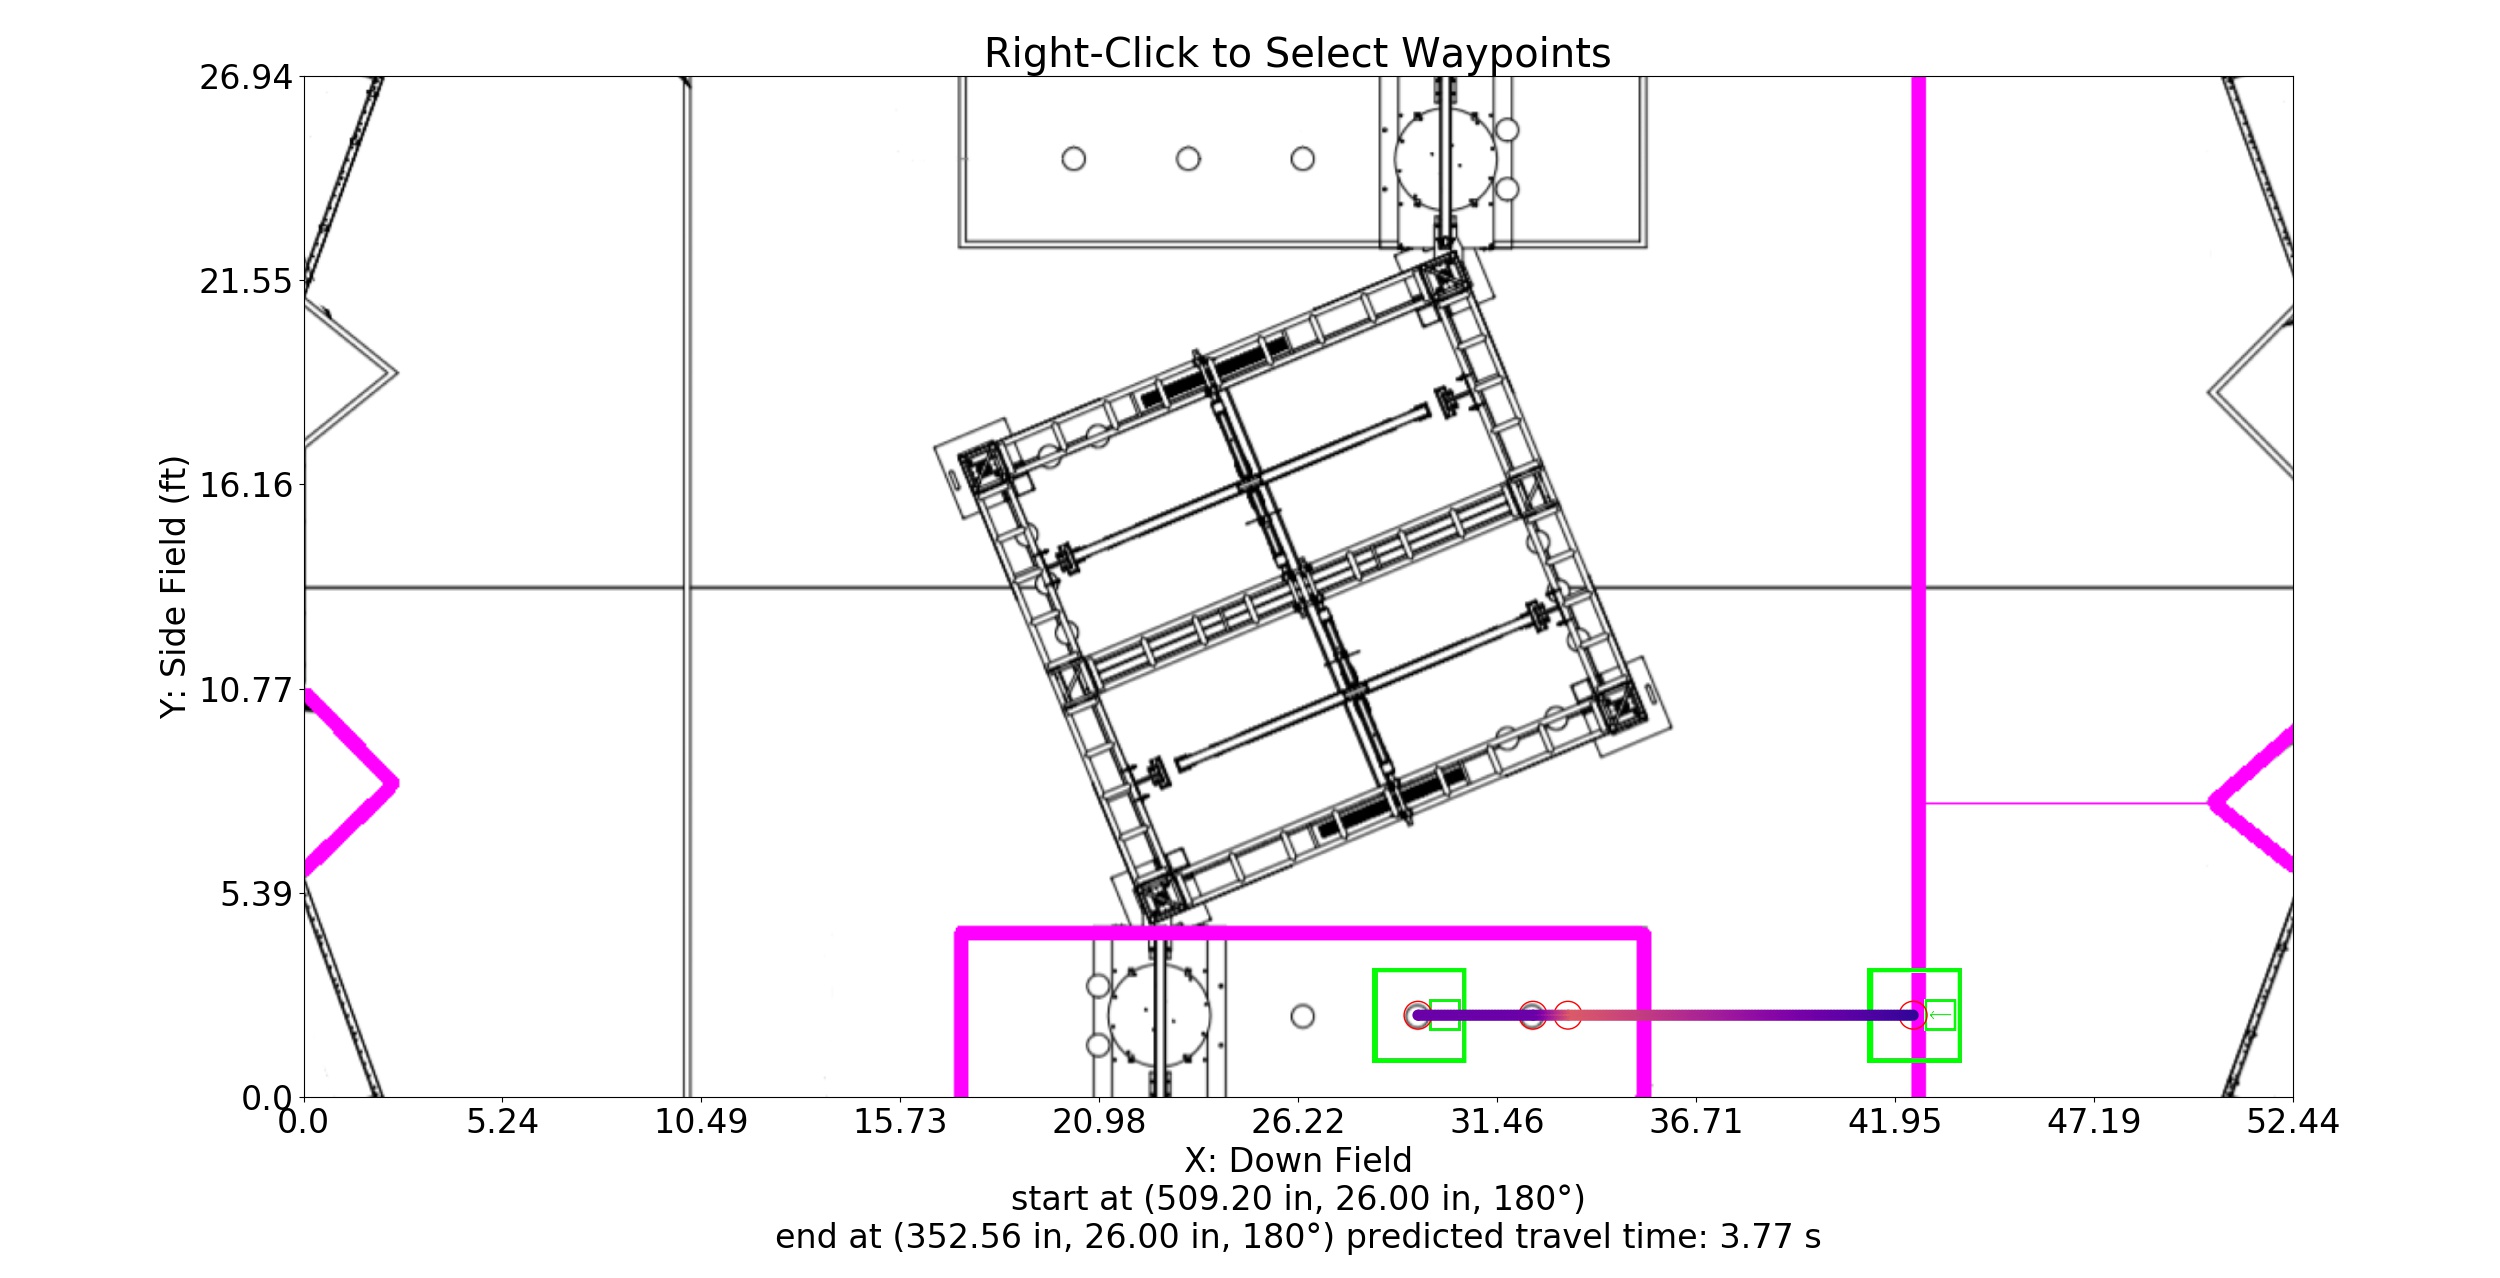 Right-Click to Select Waypoints
26.94
21.55
16.16
10.77
5.39
0.0
Y: Side Field (ft)
0.0 5.24 10.49 15.73 20.98 26.22 31.46 36.71 41.95 47.19 52.44
X: Down Field
start at (509.20 in, 26.00 in, 180°)
end at (352.56 in, 26.00 in, 180°) predicted travel time: 3.77 s